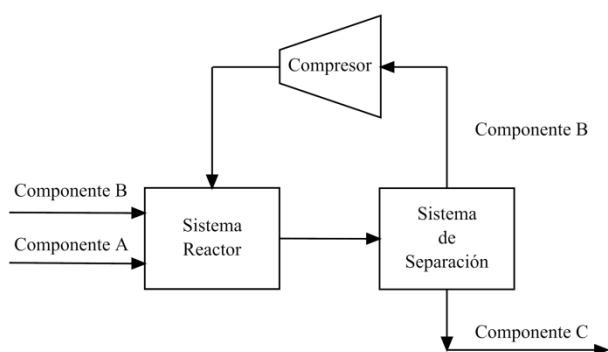 Compresor
Componente B
Componente B
Componente A
Sistema
Reactor
Sistema
de
Separación
Componente C